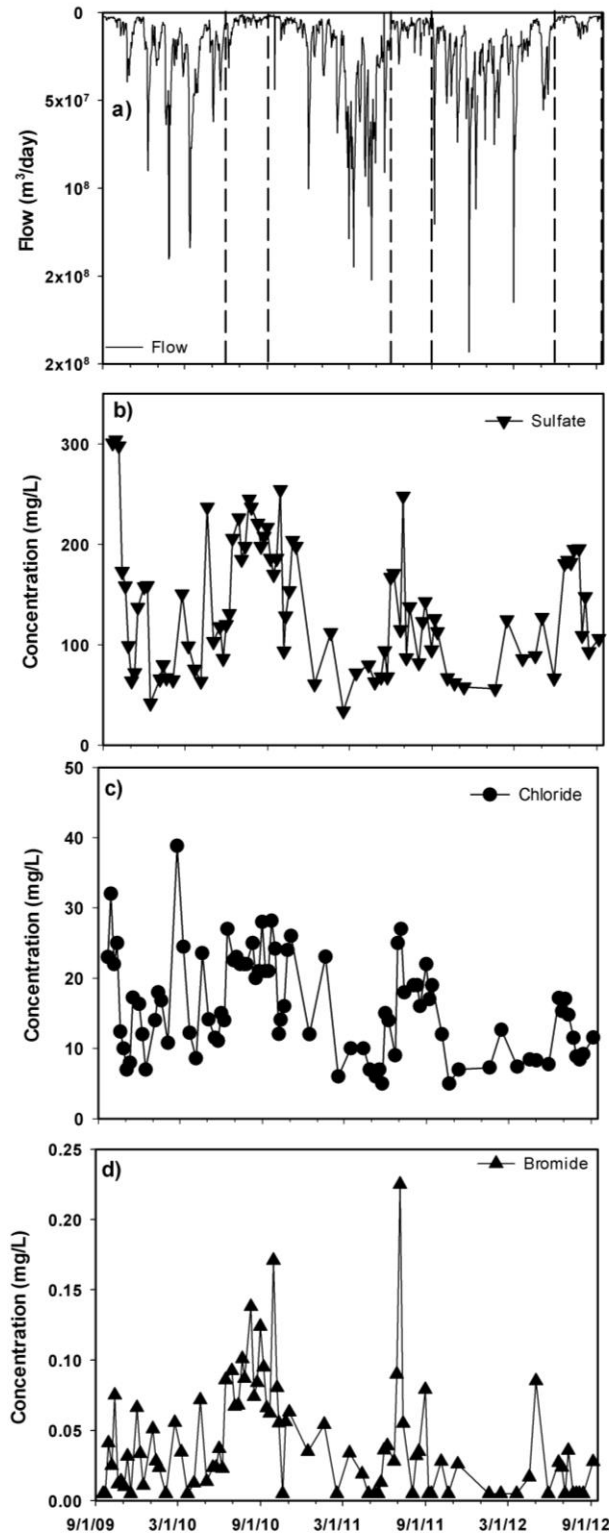 0
5x10⁷
10⁸
2x10⁸
2x10⁸
Flow (m³/day)
a)
Flow
b)
Sulfate
300
200
100
0
Concentration (mg/L)
c)
Chloride
50
40
30
20
10
0
Concentration (mg/L)
d)
Bromide
0.25
0.20
0.15
0.10
0.05
0.00
Concentration (mg/L)
9/1/09 3/1/10 9/1/10 3/1/11 9/1/11 3/1/12 9/1/12